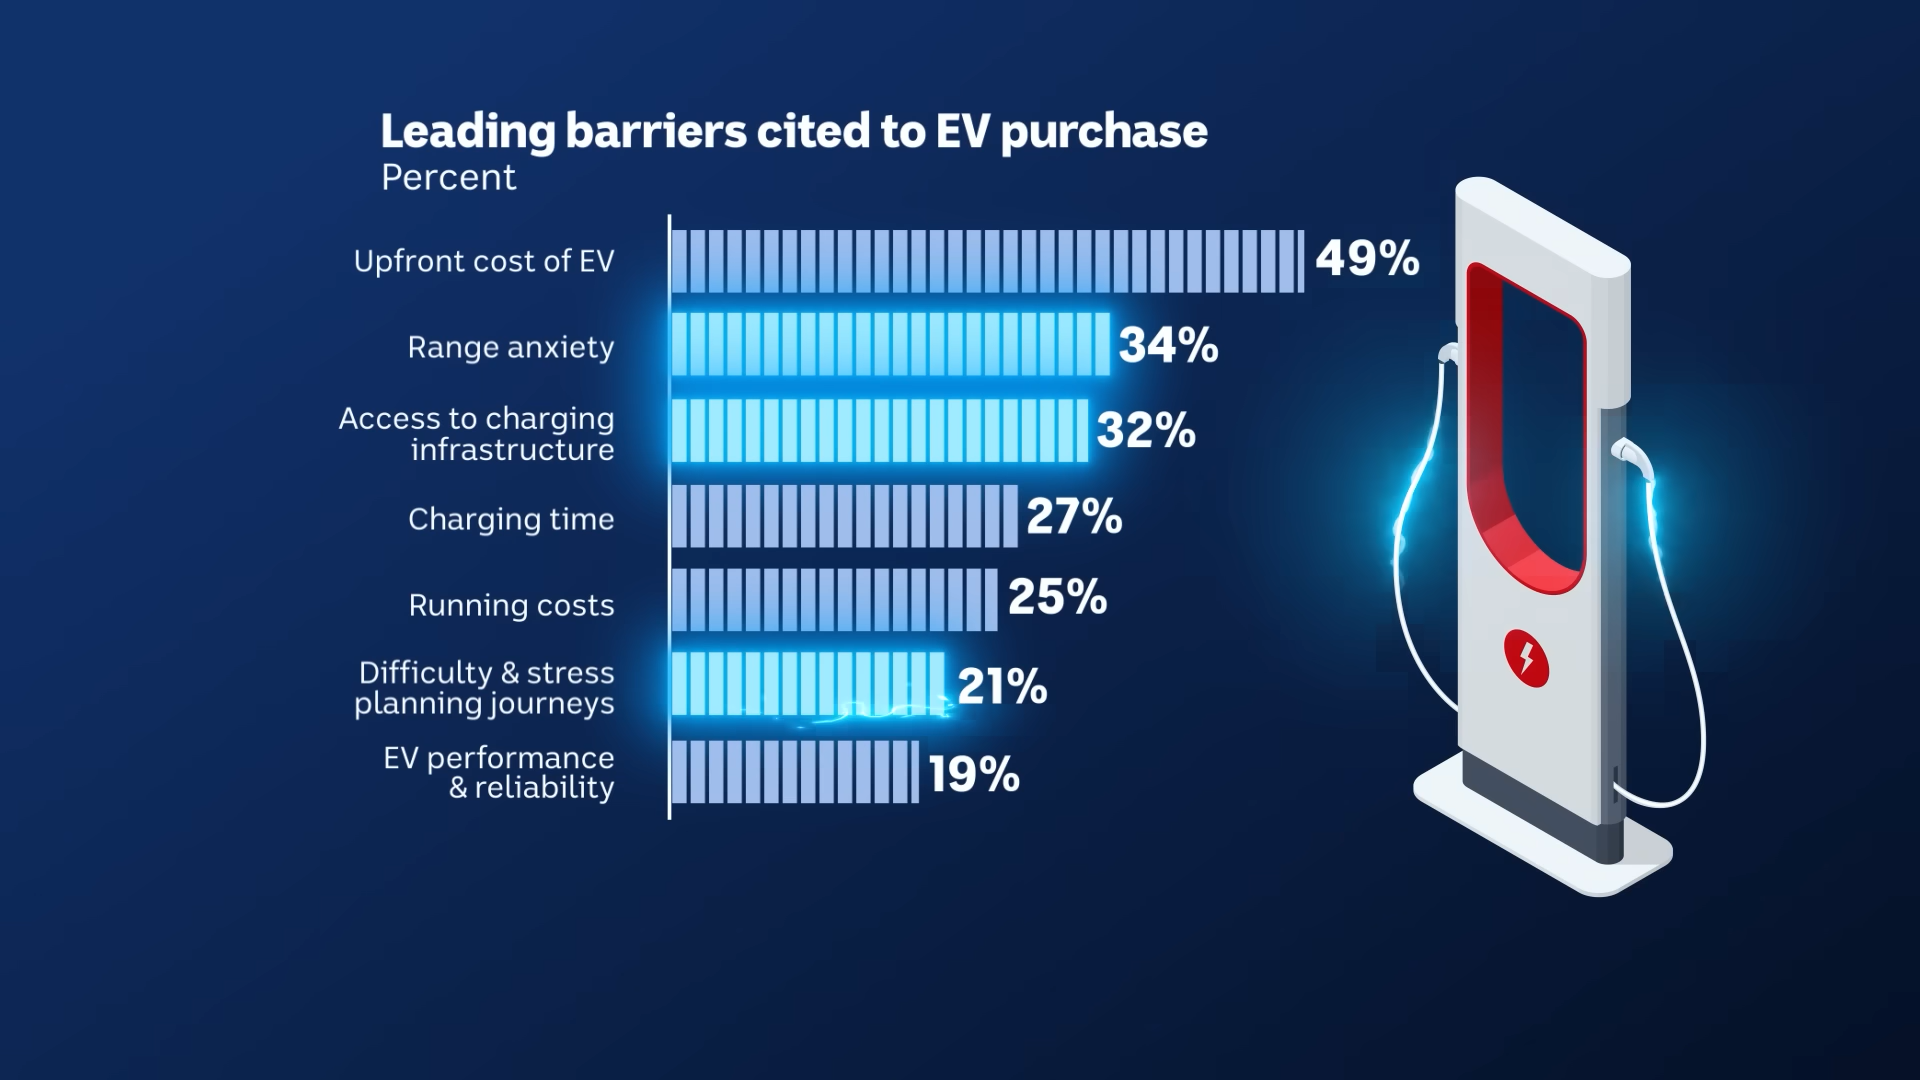 Leading barriers cited to EV purchase
Percent
Upfront cost of EV
49%
Range anxiety
34%
Access to charging
infrastructure
32%
Charging time
27%
Running costs
25%
Difficulty & stress
planning journeys
21%
EV performance
& reliability
19%